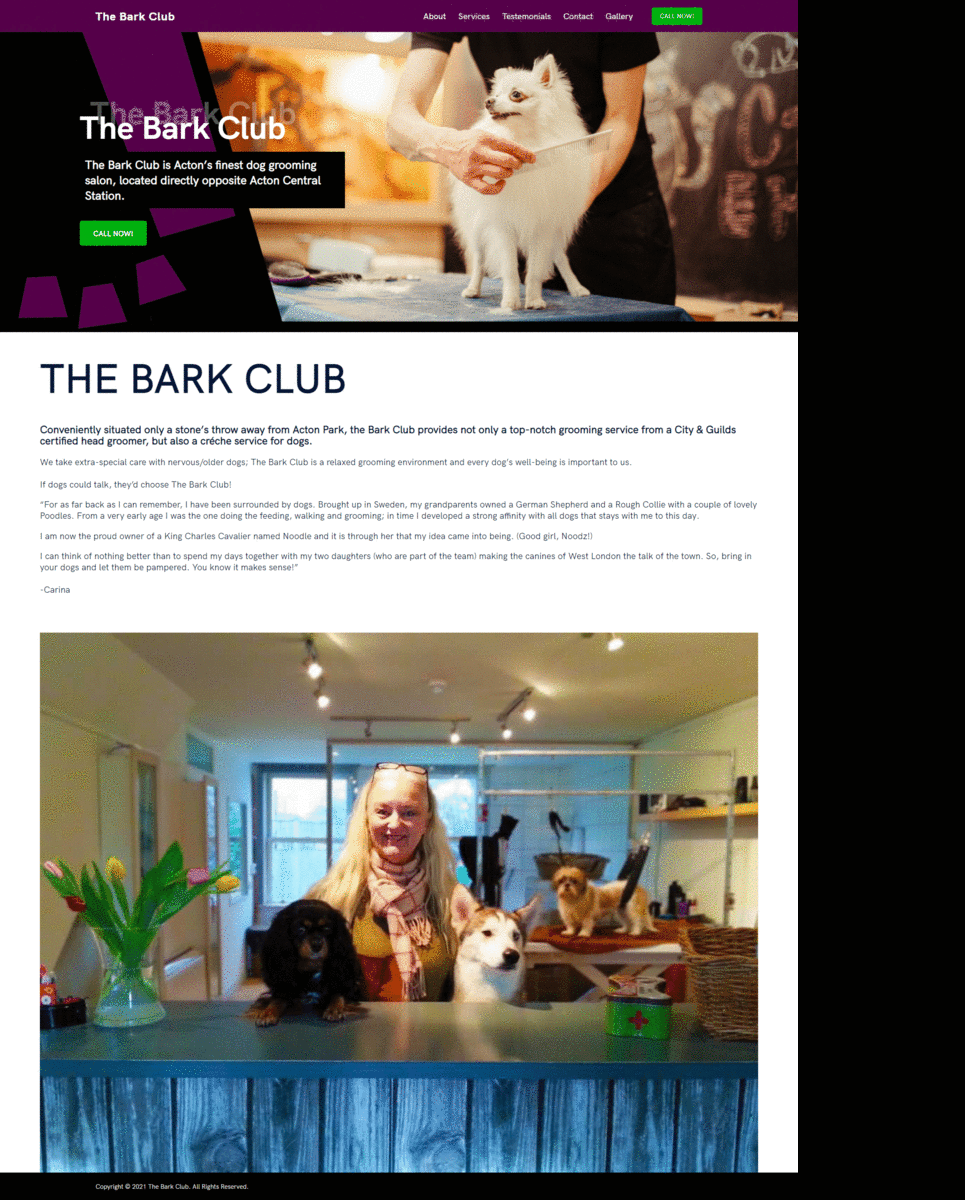 The Bark Club
About Services Testemonials Contact Gallery CALL NOW!
The Bark Club
The Bark Club
The Bark Club is Acton's finest dog grooming
salon, located directly opposite Acton Central
Station.
CALL NOW!
THE BARK CLUB
Conveniently situated only a stone's throw away from Acton Park, the Bark Club provides not only a top-notch grooming service from a City & Guilds
certified head groomer, but also a créche service for dogs.
We take extra-special care with nervous/older dogs; The Bark Club is a relaxed grooming environment and every dog's well-being is important to us.
If dogs could talk, they'd choose The Bark Club!
"For as far back as I can remember, I have been surrounded by dogs. Brought up in Sweden, my grandparents owned a German Shepherd and a Rough Collie with a couple of lovely
Poodles. From a very early age I was the one doing the feeding, walking and grooming; in time I developed a strong affinity with all dogs that stays with me to this day.
I am now the proud owner of a King Charles Cavalier named Noodle and it is through her that my idea came into being. (Good girl, Noodz!)
I can think of nothing better than to spend my days together with my two daughters (who are part of the team) making the canines of West London the talk of the town. So, bring in
your dogs and let them be pampered. You know it makes sense!"
-Carina
Copyright © 2021 The Bark Club. All Rights Reserved.